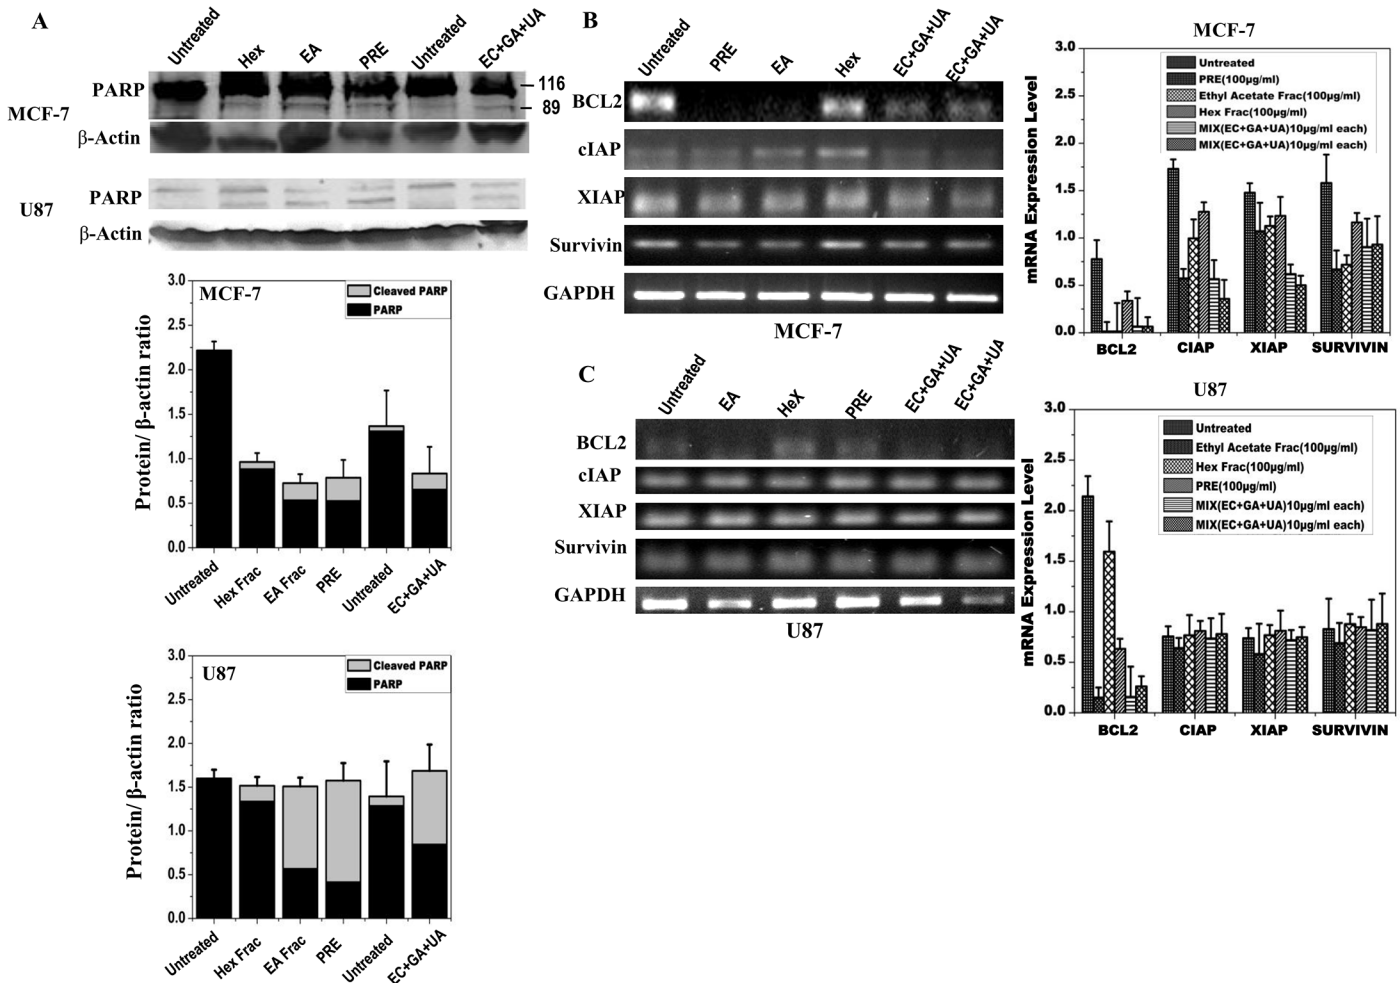 A
Untreated Hex EA PRE Untreated EC+GA+UA
PARP
116
89
MCF-7
β-Actin
PARP
U87
β-Actin
MCF-7
Cleaved PARP
PARP
Protein/ β-actin ratio
3.0
2.5
2.0
1.5
1.0
0.5
0.0
Untreated Hex Frac EA Frac PRE Untreated EC+GA+UA
U87
Cleaved PARP
PARP
Protein/ β-actin ratio
3.0
2.5
2.0
1.5
1.0
0.5
0.0
Untreated Hex Frac EA Frac PRE Untreated EC+GA+UA
B
Untreated PRE EA Hex EC+GA+UA EC+GA+UA
BCL2
cIAP
XIAP
Survivin
GAPDH
MCF-7
MCF-7
mRNA Expression Level
3.0
2.5
2.0
1.5
1.0
0.5
0.0
Untreated
PRE(100µg/ml)
Ethyl Acetate Frac(100µg/ml)
Hex Frac(100µg/ml)
MIX(EC+GA+UA)10µg/ml each)
MIX(EC+GA+UA)10µg/ml each)
BCL2 CIAP XIAP SURVIVIN
C
Untreated EA HeX PRE EC+GA+UA EC+GA+UA
BCL2
cIAP
XIAP
Survivin
GAPDH
U87
U87
mRNA Expression Level
3.0
2.5
2.0
1.5
1.0
0.5
0.0
Untreated
Ethyl Acetate Frac(100µg/ml)
Hex Frac(100µg/ml)
PRE(100µg/ml)
MIX(EC+GA+UA)10µg/ml each)
MIX(EC+GA+UA)10µg/ml each)
BCL2 CIAP XIAP SURVIVIN